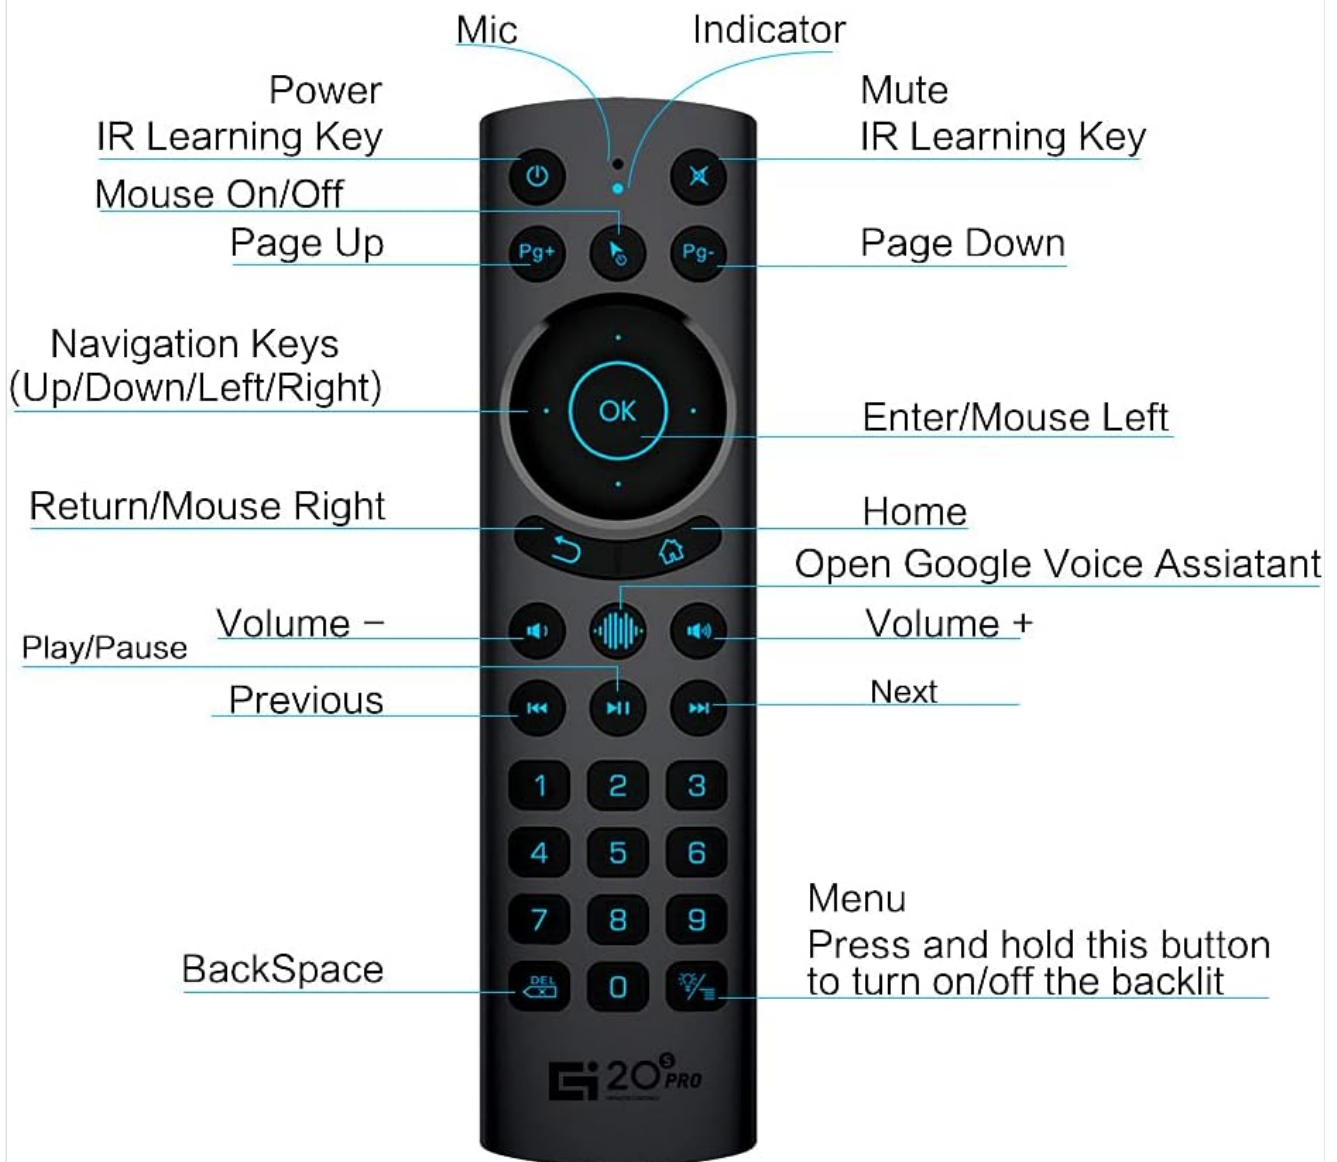 Mic
Indicator
Power
IR Learning Key
Mute
IR Learning Key
Mouse On/Off
Page Up
Page Down
Pg+
Pg-
Navigation Keys
(Up/Down/Left/Right)
OK
Enter/Mouse Left
Return/Mouse Right
Home
Open Google Voice Assiatant
Volume –
Volume +
Play/Pause
Previous
Next
1 2 3
4 5 6
7 8 9
BackSpace
DEL
0
Menu
Press and hold this button
to turn on/off the backlit
20 S PRO